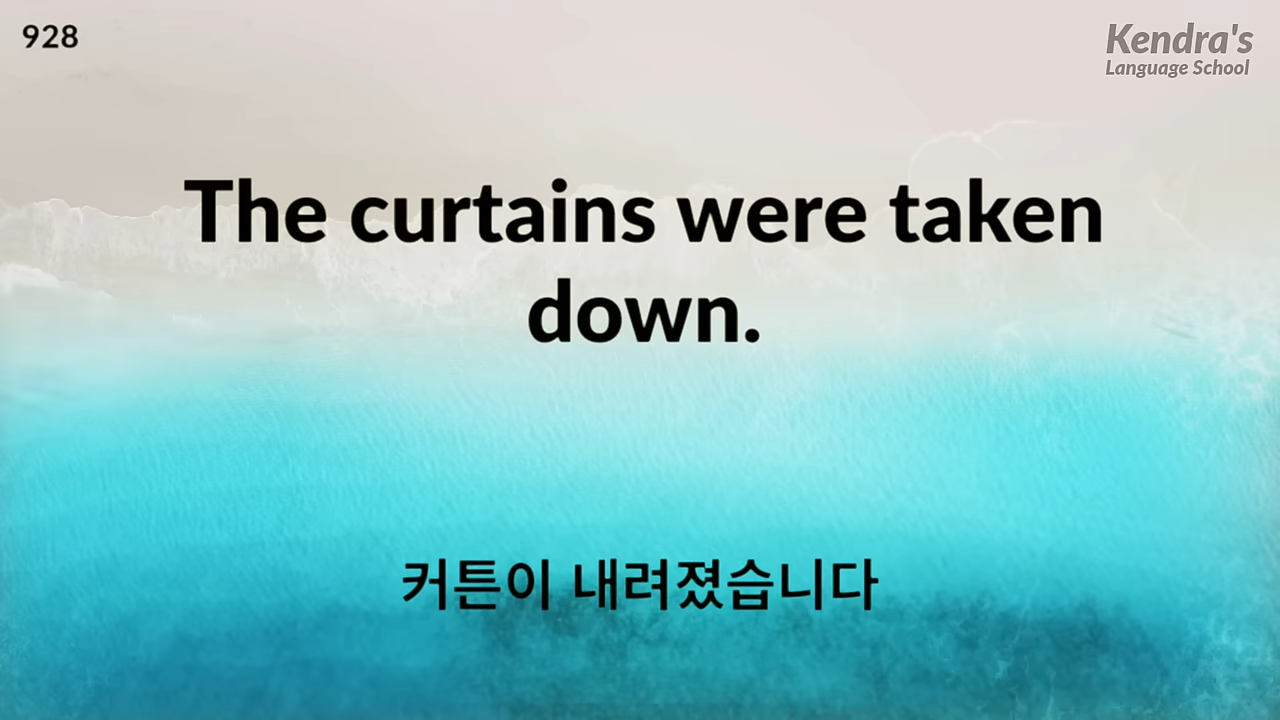 928
Kendra's
Language School
The curtains were taken
down.
커튼이 내려졌습니다